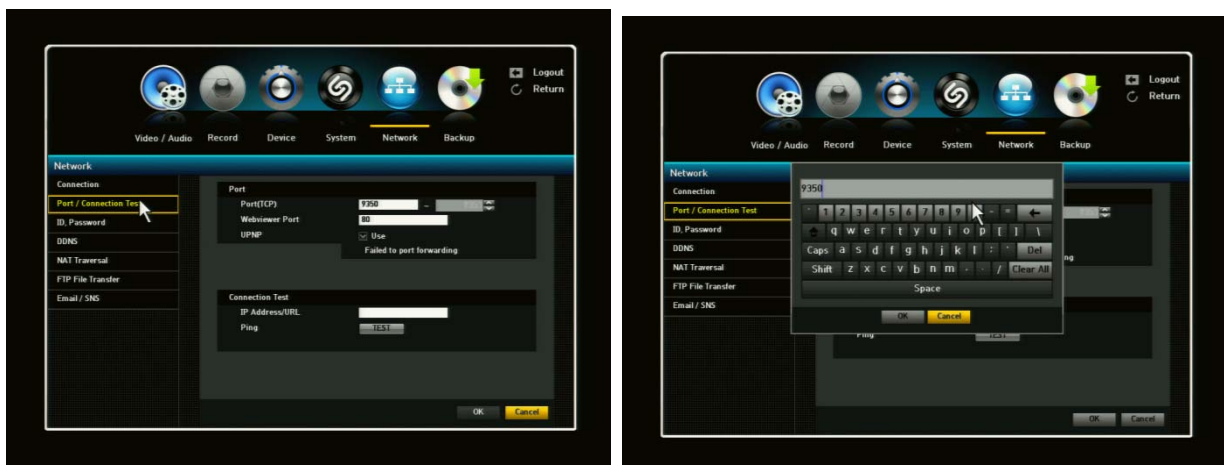 Logout
Return
Video / Audio Record Device System Network Backup
Network
Connection
Port / Connection Test
ID, Password
DDNS
NAT Traversal
FTP File Transfer
Email / SNS
Port
Port(TCP) 9350 ~ 9350
Webviewer Port 80
UPNP Use
Failed to port forwarding
Connection Test
IP Address/URL
Ping TEST
OK Cancel
Logout
Return
Video / Audio Record Device System Network Backup
Network
Connection
Port / Connection Test
ID, Password
DDNS
NAT Traversal
FTP File Transfer
Email / SNS
9350
1 2 3 4 5 6 7 8 9 - = ←
q w e r t y u i o p [ ] \
Caps a s d f g h j k l : ' Del
Shift z x c v b n m / Clear All
Space
OK Cancel
ng
Ping TEST
OK Cancel